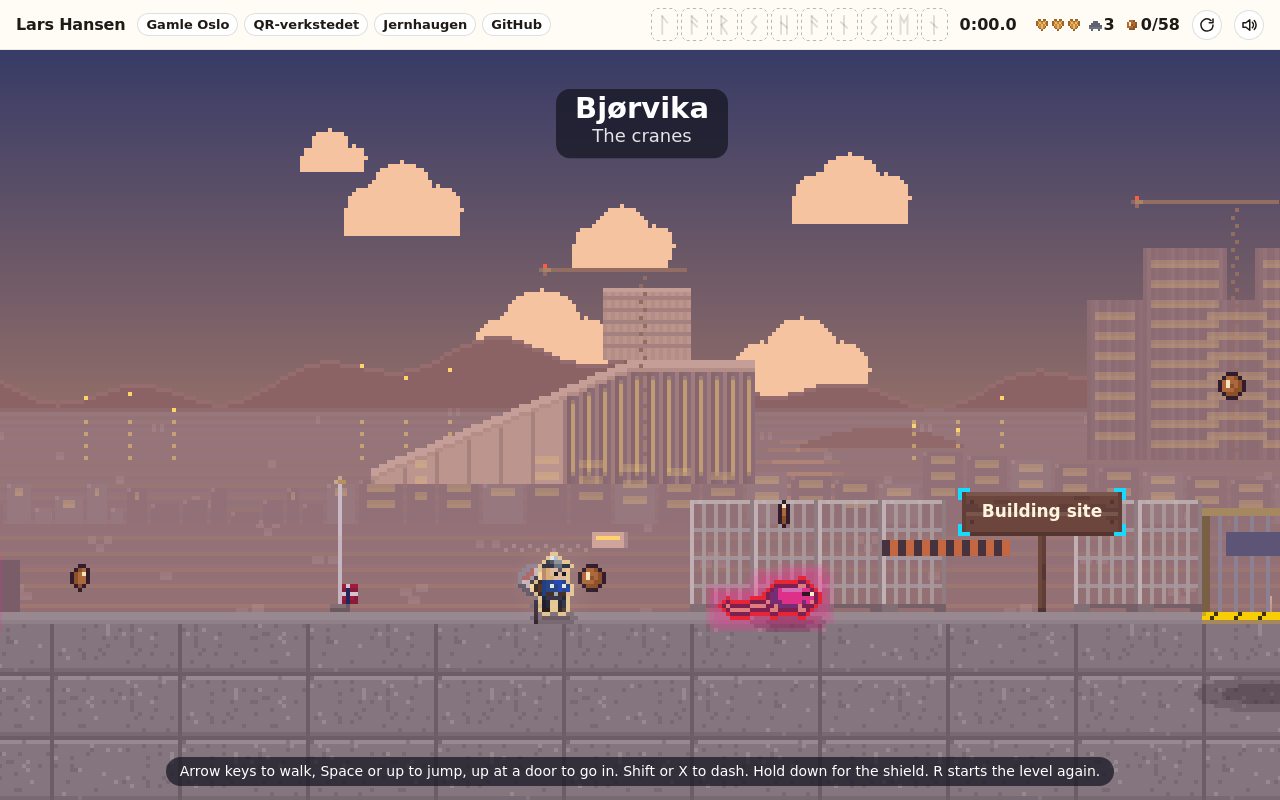 Lars Hansen
Gamle Oslo
QR-verkstedet
Jernhaugen
GitHub
ᛚ ᚨ ᚱ ᛊ ᚺ ᚨ ᚾ ᛊ ᛖ ᚾ
0:00.0
3
0/58
Bjørvika
The cranes
Building site
Arrow keys to walk, Space or up to jump, up at a door to go in. Shift or X to dash. Hold down for the shield. R starts the level again.